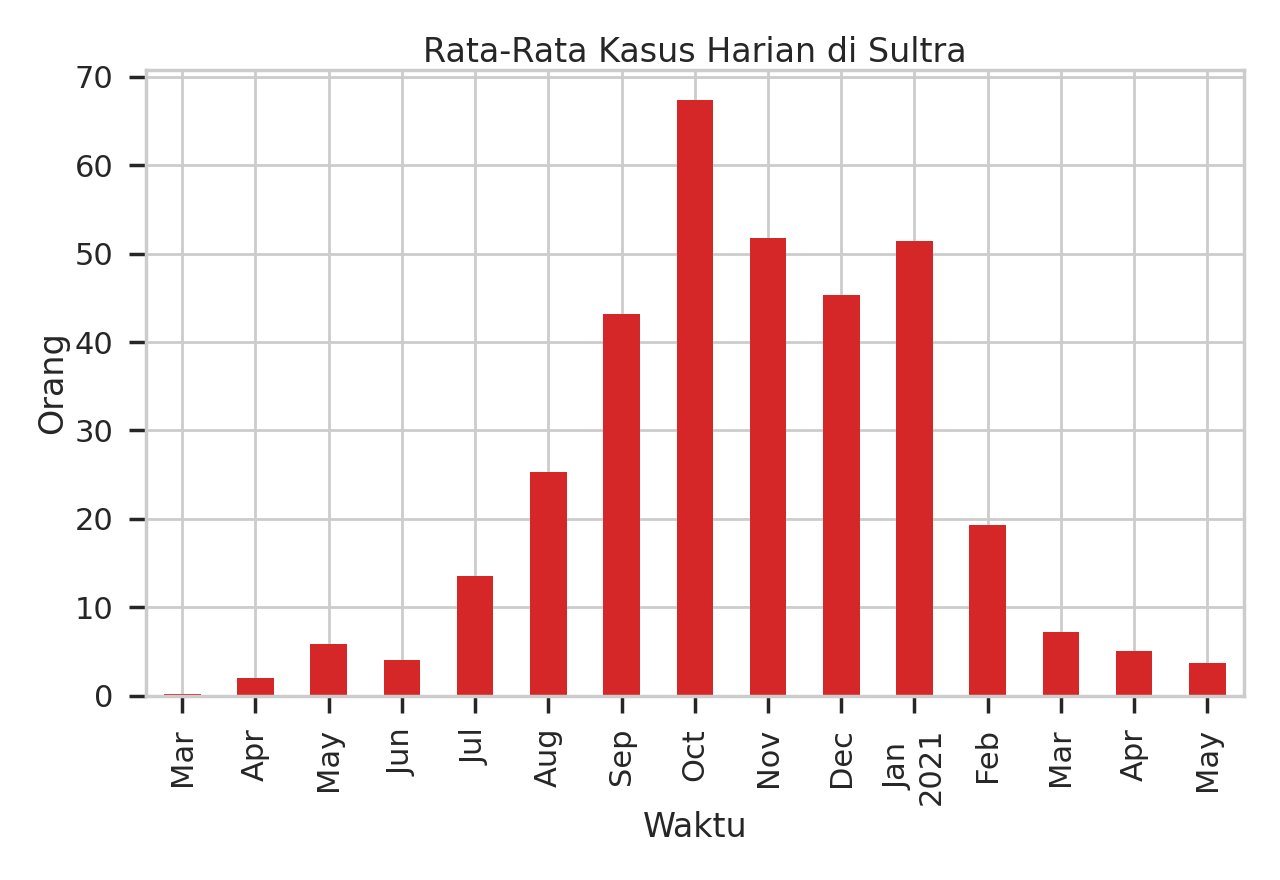 Rata-Rata Kasus Harian di Sultra
70
60
50
40
30
20
10
0
Orang
Mar
Apr
May
Jun
Jul
Aug
Sep
Oct
Nov
Dec
Jan
2021
Feb
Mar
Apr
May
Waktu